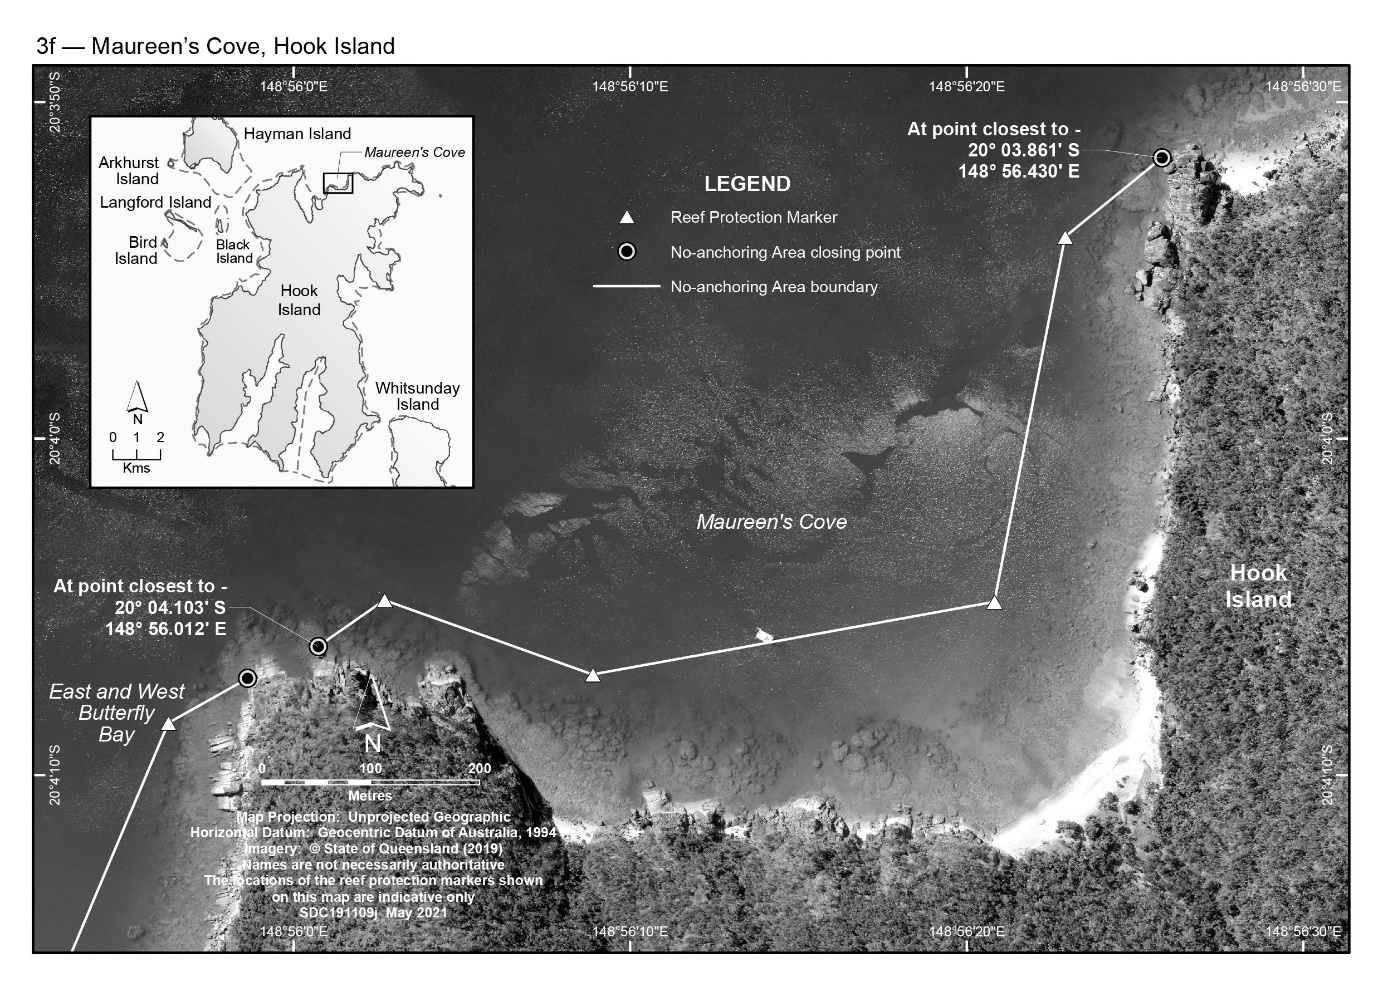 3f — Maureen's Cove, Hook Island
148°56'0"E
148°56'10"E
148°56'20"E
148°56'30"E
20°3'50"S
Hayman Island
Maureen's Cove
Arkhurst
Island
Langford Island
Bird
Island
Black
Island
Hook
Island
Whitsunday
Island
N
0 1 2
Kms
At point closest to -
20° 03.861' S
148° 56.430' E
LEGEND
Reef Protection Marker
No-anchoring Area closing point
No-anchoring Area boundary
20°4'0"S
20°4'0"S
Maureen's Cove
Hook
Island
At point closest to -
20° 04.103' S
148° 56.012' E
East and West
Butterfly
Bay
N
0 100 200
Metres
20°4'10"S
20°4'10"S
Map Projection: Unprojected Geographic
Horizontal Datum: Geocentric Datum of Australia, 1994
Imagery: © State of Queensland (2019)
Names are not necessarily authoritative
The locations of the reef protection markers shown
on this map are indicative only
SDC191109j May 2021
148°56'0"E
148°56'10"E
148°56'20"E
148°56'30"E